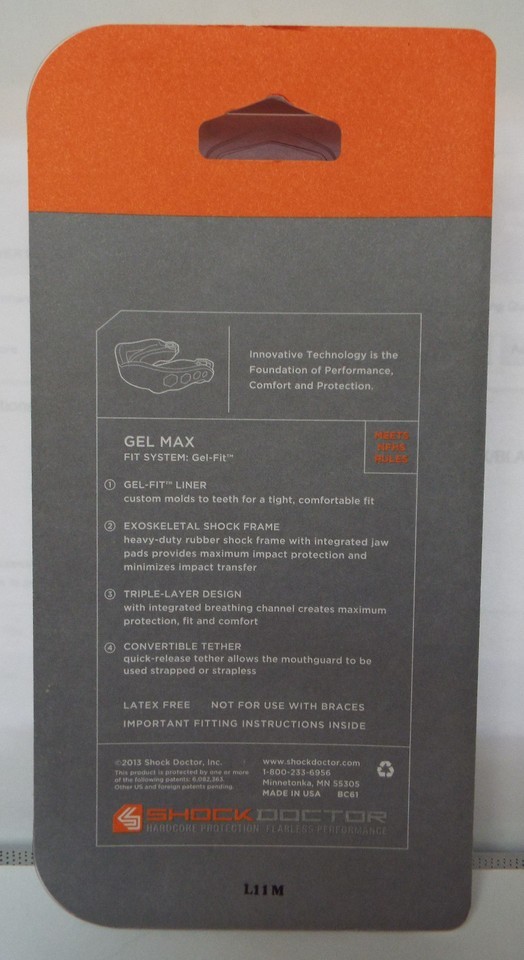 Innovative Technology is the
Foundation of Performance,
Comfort and Protection.
GEL MAX
FIT SYSTEM: Gel-Fit™
MEETS
NFHS
RULES
① GEL-FIT™ LINER
custom molds to teeth for a tight, comfortable fit
② EXOSKELETAL SHOCK FRAME
heavy-duty rubber shock frame with integrated jaw
pads provides maximum impact protection and
minimizes impact transfer
③ TRIPLE-LAYER DESIGN
with integrated breathing channel creates maximum
protection, fit and comfort
④ CONVERTIBLE TETHER
quick-release tether allows the mouthguard to be
used strapped or strapless
LATEX FREE NOT FOR USE WITH BRACES
IMPORTANT FITTING INSTRUCTIONS INSIDE
©2013 Shock Doctor, Inc.
This product is protected by one or more
of the following patents: 6,082,363.
Other US and foreign patents pending.
www.shockdoctor.com
1-800-233-6956
Minnetonka, MN 55305
MADE IN USA BC61
SHOCK DOCTOR
HARDCORE PROTECTION FEARLESS PERFORMANCE
L11M